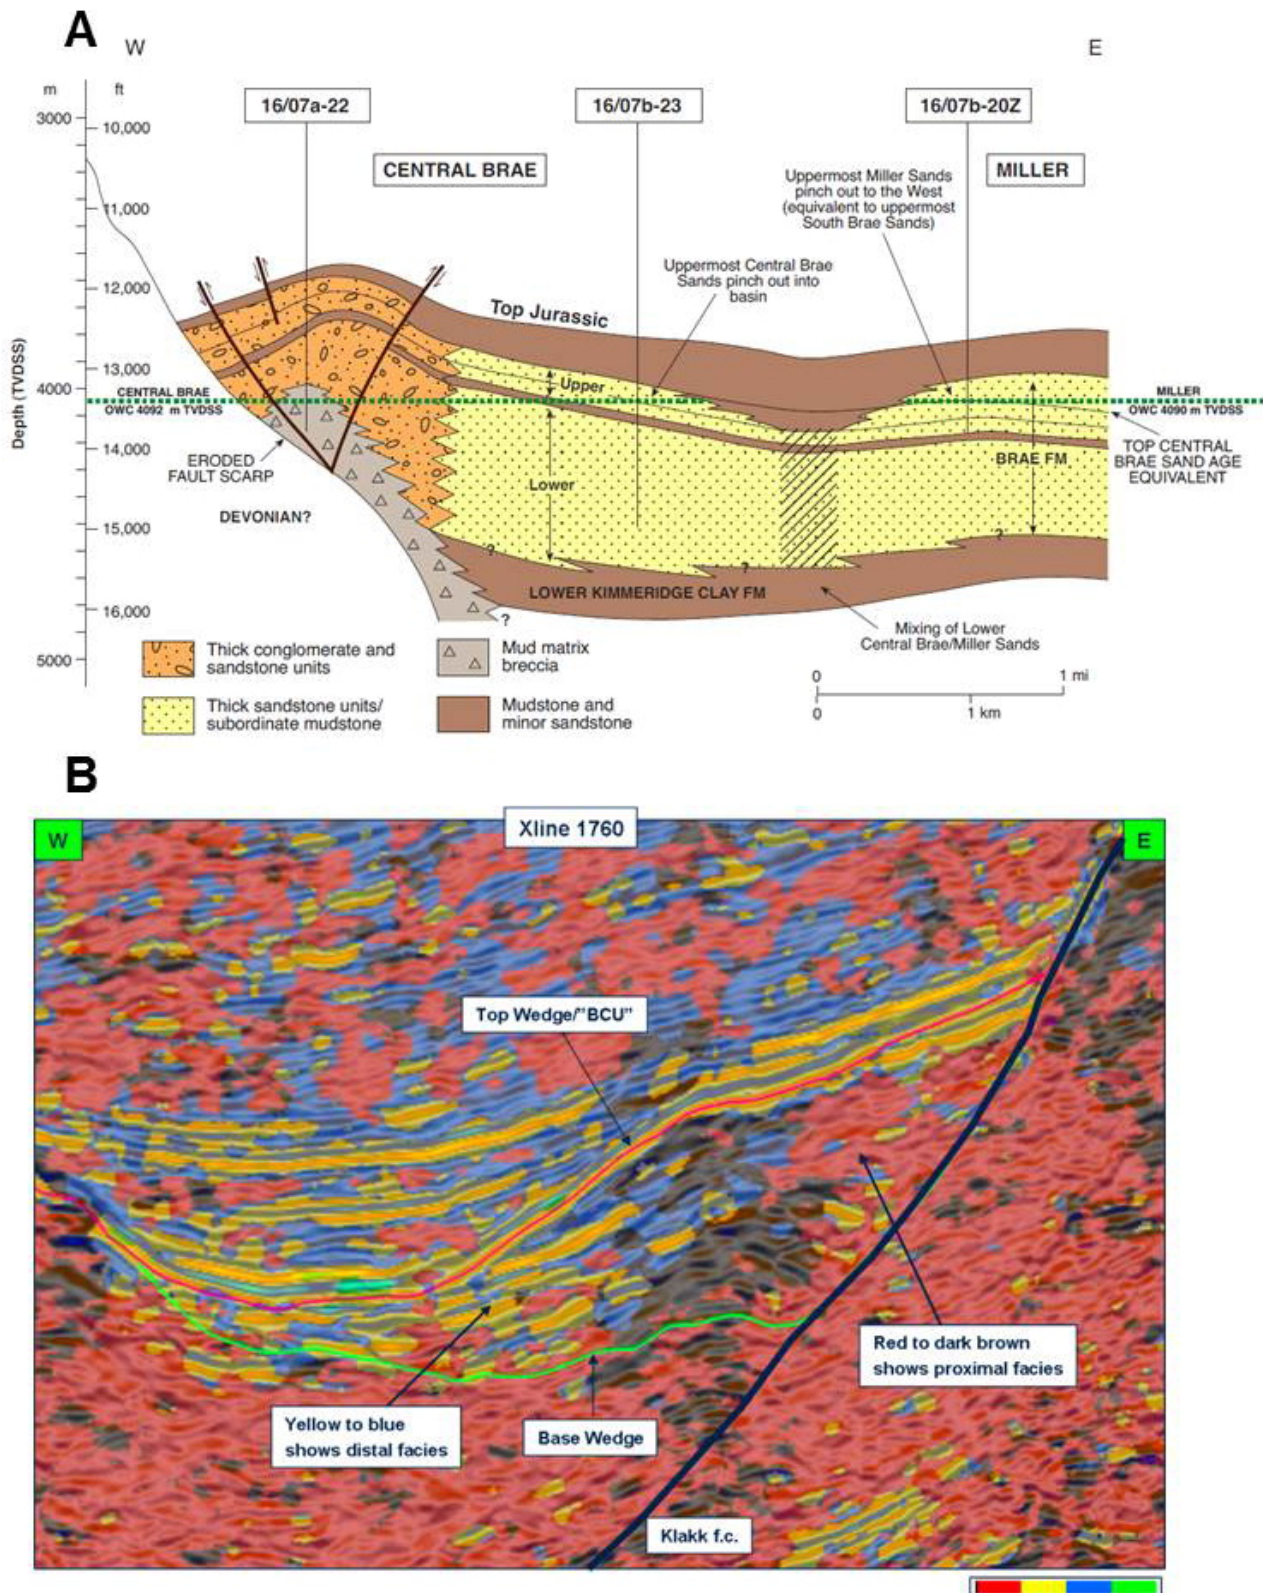 A
W
E
m
ft
16/07a-22
16/07b-23
16/07b-20Z
3000
10,000
CENTRAL BRAE
MILLER
Uppermost Miller Sands
pinch out to the West
(equivalent to uppermost
South Brae Sands)
11,000
Uppermost Central Brae
Sands pinch out into
basin
12,000
Top Jurassic
Depth (TVDSS)
13,000
4000
Upper
CENTRAL BRAE
OWC 4092 m TVDSS
MILLER
OWC 4090 m TVDSS
14,000
ERODED
FAULT SCARP
BRAE FM
TOP CENTRAL
BRAE SAND AGE
EQUIVALENT
Lower
DEVONIAN?
15,000
?
?
?
LOWER KIMMERIDGE CLAY FM
16,000
?
Mixing of Lower
Central Brae/Miller Sands
5000
Thick conglomerate and
sandstone units
Mud matrix
breccia
Thick sandstone units/
subordinate mudstone
Mudstone and
minor sandstone
0
1 mi
0
1 km
B
W
Xline 1760
E
Top Wedge/"BCU"
Red to dark brown
shows proximal facies
Yellow to blue
shows distal facies
Base Wedge
Klakk f.c.